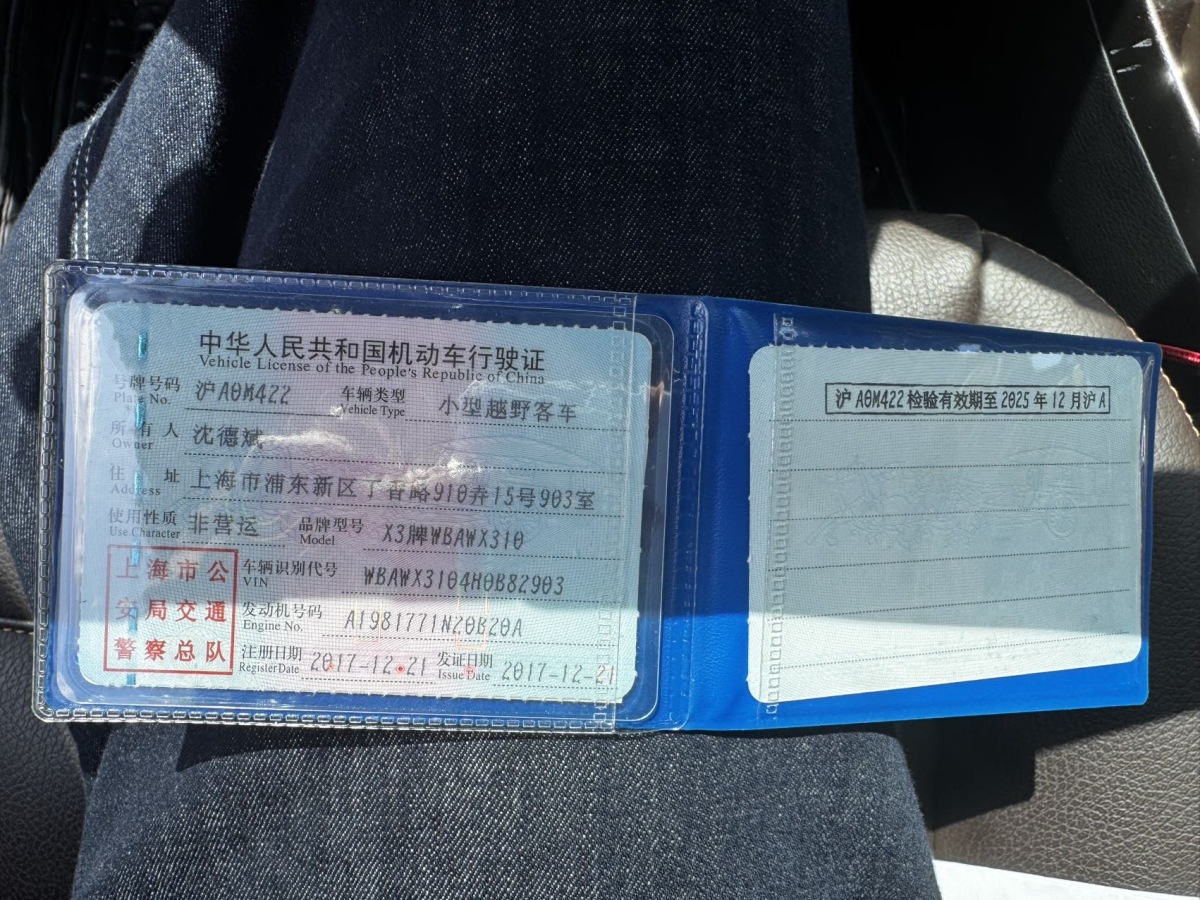 中华人民共和国机动车行驶证
Vehicle License of the People's Republic of China
号牌号码 沪A0M422 车辆类型 小型越野客车
Plate No. Vehicle Type
所有人 沈德斌
Owner
住址 上海市浦东新区丁香路910弄15号903室
Address
使用性质 非营运 品牌型号 X3牌WBAWX310
Use Character Model
上海市公安局交通警察总队
车辆识别代号 WBAWX3104H0B82903
VIN
发动机号码 A1981771N20B20A
Engine No.
注册日期 2017-12-21 发证日期 2017-12-21
Register Date Issue Date
沪A0M422检验有效期至2025年12月沪A